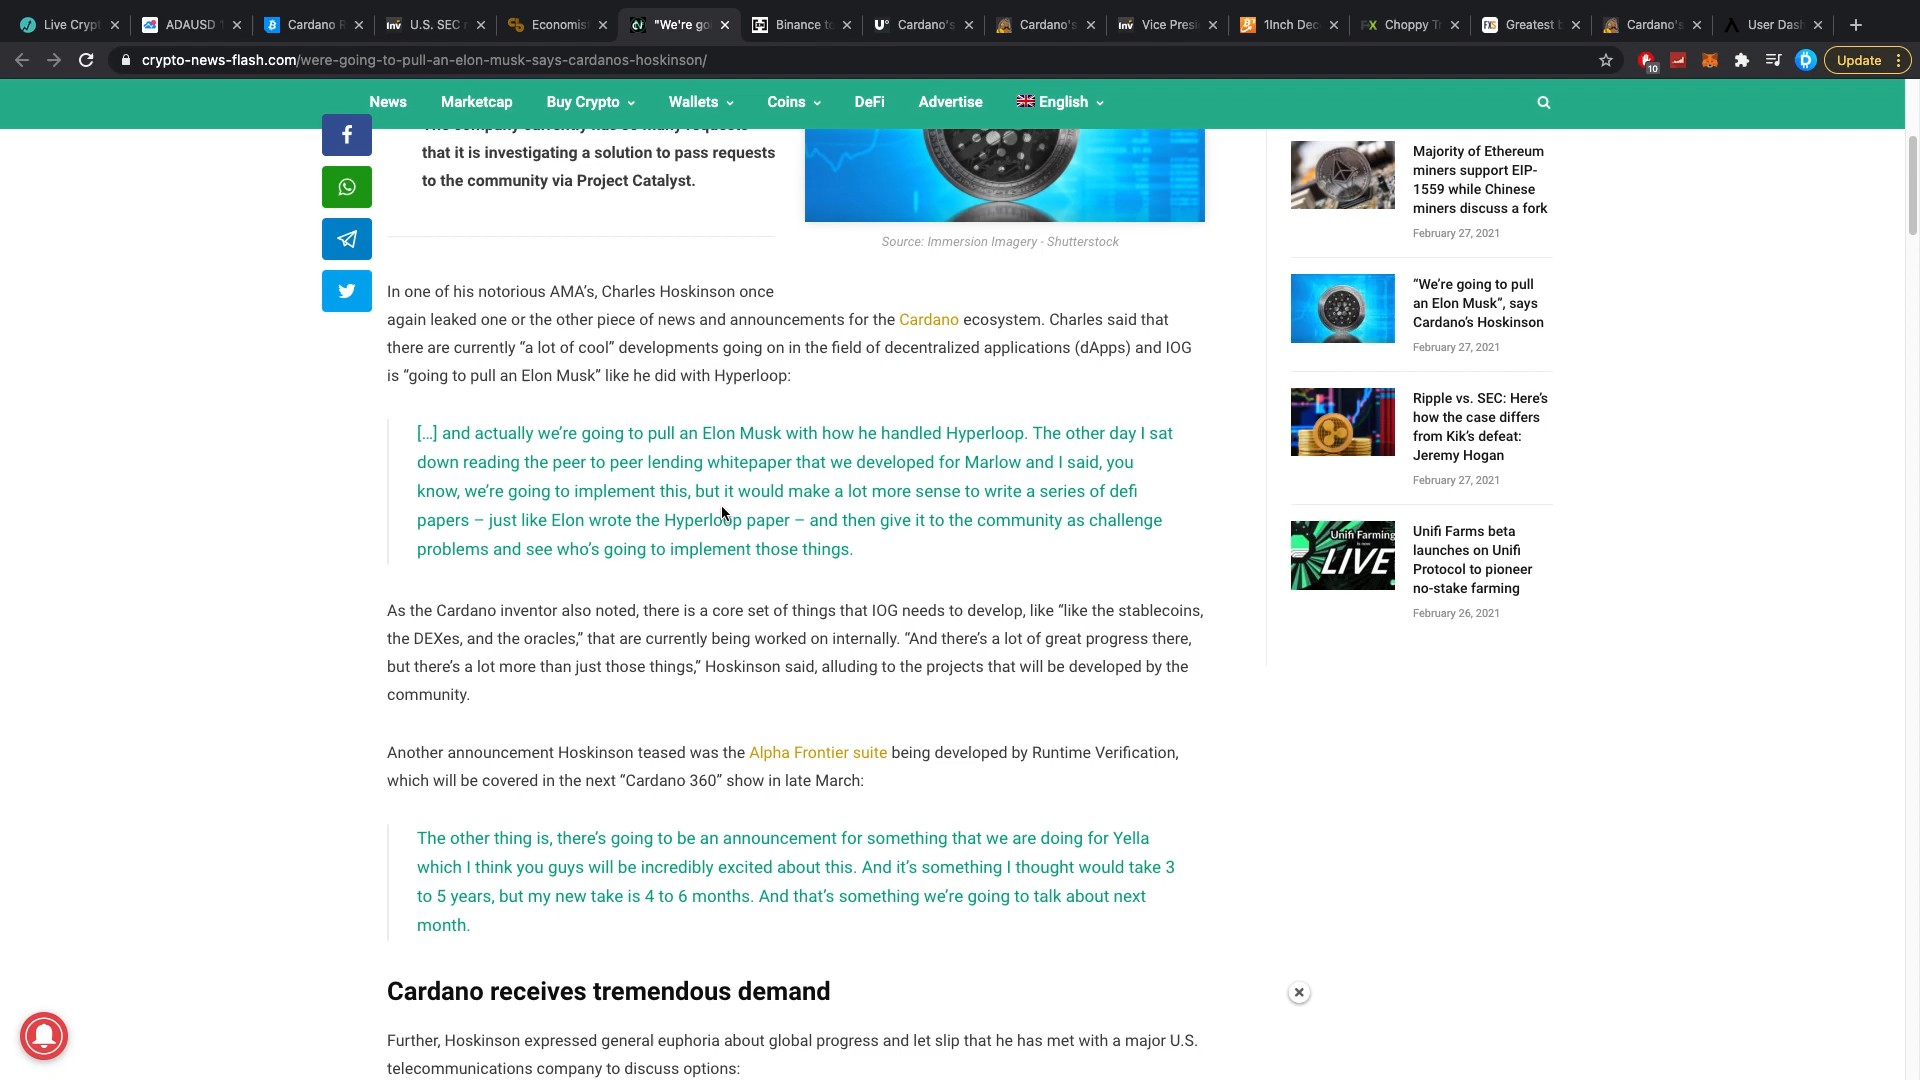 Live Crypt
ADAUSD
Cardano
U.S. SEC
Economis
"We're go
Binance to
Cardano's
Cardano's
Vice Presi
1Inch Dec
Choppy T
Greatest
Cardano's
User Das
crypto-news-flash.com/were-going-to-pull-an-elon-musk-says-cardanos-hoskinson/
10
Update
News
Marketcap
Buy Crypto
Wallets
Coins
DeFi
Advertise
English
that it is investigating a solution to pass requests
to the community via Project Catalyst.
Source: Immersion Imagery - Shutterstock
In one of his notorious AMA's, Charles Hoskinson once
again leaked one or the other piece of news and announcements for the Cardano ecosystem. Charles said that
there are currently “a lot of cool” developments going on in the field of decentralized applications (dApps) and IOG
is “going to pull an Elon Musk” like he did with Hyperloop:
[…] and actually we’re going to pull an Elon Musk with how he handled Hyperloop. The other day I sat
down reading the peer to peer lending whitepaper that we developed for Marlow and I said, you
know, we’re going to implement this, but it would make a lot more sense to write a series of defi
papers – just like Elon wrote the Hyperloop paper – and then give it to the community as challenge
problems and see who’s going to implement those things.
As the Cardano inventor also noted, there is a core set of things that IOG needs to develop, like “like the stablecoins,
the DEXes, and the oracles,” that are currently being worked on internally. “And there’s a lot of great progress there,
but there’s a lot more than just those things,” Hoskinson said, alluding to the projects that will be developed by the
community.
Another announcement Hoskinson teased was the Alpha Frontier suite being developed by Runtime Verification,
which will be covered in the next “Cardano 360” show in late March:
The other thing is, there’s going to be an announcement for something that we are doing for Yella
which I think you guys will be incredibly excited about this. And it’s something I thought would take 3
to 5 years, but my new take is 4 to 6 months. And that’s something we’re going to talk about next
month.
Cardano receives tremendous demand
Further, Hoskinson expressed general euphoria about global progress and let slip that he has met with a major U.S.
telecommunications company to discuss options:
Majority of Ethereum
miners support EIP-
1559 while Chinese
miners discuss a fork
February 27, 2021
“We’re going to pull
an Elon Musk”, says
Cardano’s Hoskinson
February 27, 2021
Ripple vs. SEC: Here’s
how the case differs
from Kik’s defeat:
Jeremy Hogan
February 27, 2021
Unifi Farming
LIVE
Unifi Farms beta
launches on Unifi
Protocol to pioneer
no-stake farming
February 26, 2021